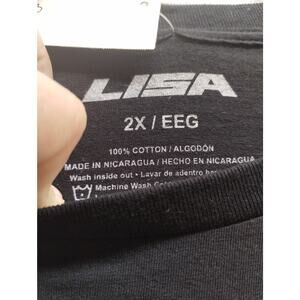 LISA
2X / EEG
100% COTTON / ALGODÓN
MADE IN NICARAGUA / HECHO EN NICARAGUA
Wash inside out • Lavar de adentro
Machine Wash